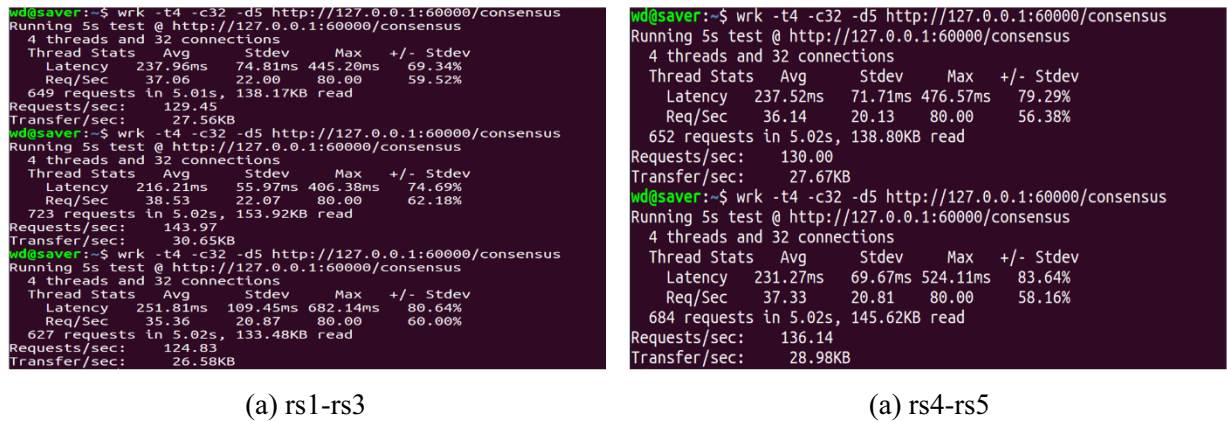 wd@saver:~$ wrk -t4 -c32 -d5 http://127.0.0.1:60000/consensus
Running 5s test @ http://127.0.0.1:60000/consensus
4 threads and 32 connections
Thread Stats Avg Stdev Max +/- Stdev
Latency 237.96ms 74.81ms 445.20ms 69.34%
Req/Sec 37.06 22.00 80.00 59.52%
649 requests in 5.01s, 138.17KB read
Requests/sec: 129.45
Transfer/sec: 27.56KB
wd@saver:~$ wrk -t4 -c32 -d5 http://127.0.0.1:60000/consensus
Running 5s test @ http://127.0.0.1:60000/consensus
4 threads and 32 connections
Thread Stats Avg Stdev Max +/- Stdev
Latency 216.21ms 55.97ms 406.38ms 74.69%
Req/Sec 38.53 22.07 80.00 62.18%
723 requests in 5.02s, 153.92KB read
Requests/sec: 143.97
Transfer/sec: 30.65KB
wd@saver:~$ wrk -t4 -c32 -d5 http://127.0.0.1:60000/consensus
Running 5s test @ http://127.0.0.1:60000/consensus
4 threads and 32 connections
Thread Stats Avg Stdev Max +/- Stdev
Latency 251.81ms 109.45ms 682.14ms 80.64%
Req/Sec 35.36 20.87 80.00 60.00%
627 requests in 5.02s, 133.48KB read
Requests/sec: 124.83
Transfer/sec: 26.58KB
(a) rs1-rs3
wd@saver:~$ wrk -t4 -c32 -d5 http://127.0.0.1:60000/consensus
Running 5s test @ http://127.0.0.1:60000/consensus
4 threads and 32 connections
Thread Stats Avg Stdev Max +/- Stdev
Latency 237.52ms 71.71ms 476.57ms 79.29%
Req/Sec 36.14 20.13 80.00 56.38%
652 requests in 5.02s, 138.80KB read
Requests/sec: 130.00
Transfer/sec: 27.67KB
wd@saver:~$ wrk -t4 -c32 -d5 http://127.0.0.1:60000/consensus
Running 5s test @ http://127.0.0.1:60000/consensus
4 threads and 32 connections
Thread Stats Avg Stdev Max +/- Stdev
Latency 231.27ms 69.67ms 524.11ms 83.64%
Req/Sec 37.33 20.81 80.00 58.16%
684 requests in 5.02s, 145.62KB read
Requests/sec: 136.14
Transfer/sec: 28.98KB
(a) rs4-rs5